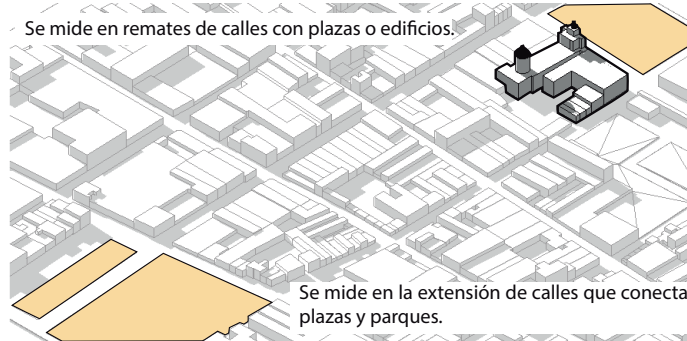 Se mide en remates de calles con plazas o edificios.
Se mide en la extensión de calles que conecta
plazas y parques.